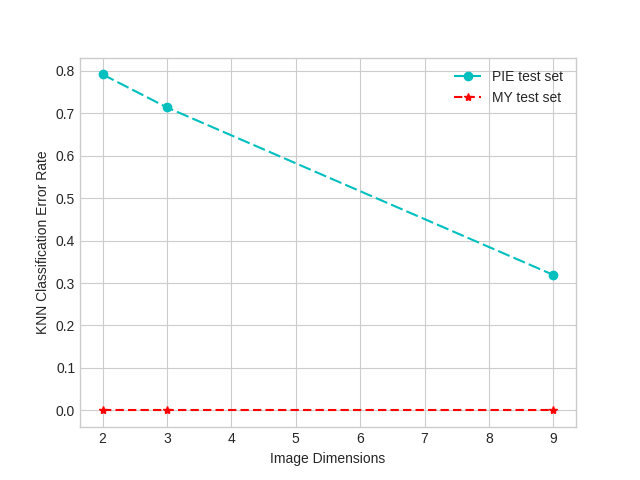 PIE test set
MY test set
0.8
0.7
0.6
0.5
0.4
0.3
0.2
0.1
0.0
KNN Classification Error Rate
2 3 4 5 6 7 8 9
Image Dimensions